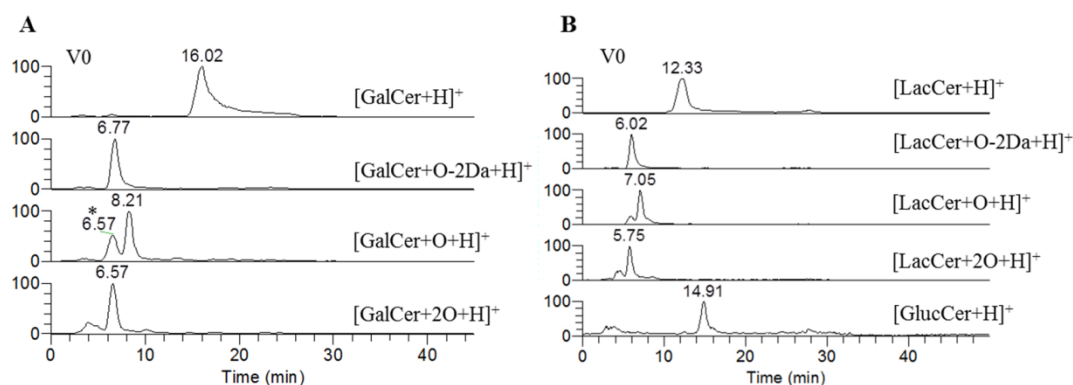 A
V0
16.02
100
0
[GalCer+H]⁺
6.77
100
0
[GalCer+O-2Da+H]⁺
8.21
*
6.57
100
0
[GalCer+O+H]⁺
6.57
100
0
[GalCer+2O+H]⁺
0 10 20 30 40
Time (min)
B
V0
12.33
100
0
[LacCer+H]⁺
6.02
100
0
[LacCer+O-2Da+H]⁺
7.05
100
0
[LacCer+O+H]⁺
5.75
100
0
[LacCer+2O+H]⁺
14.91
100
0
[GlucCer+H]⁺
0 10 20 30 40
Time (min)